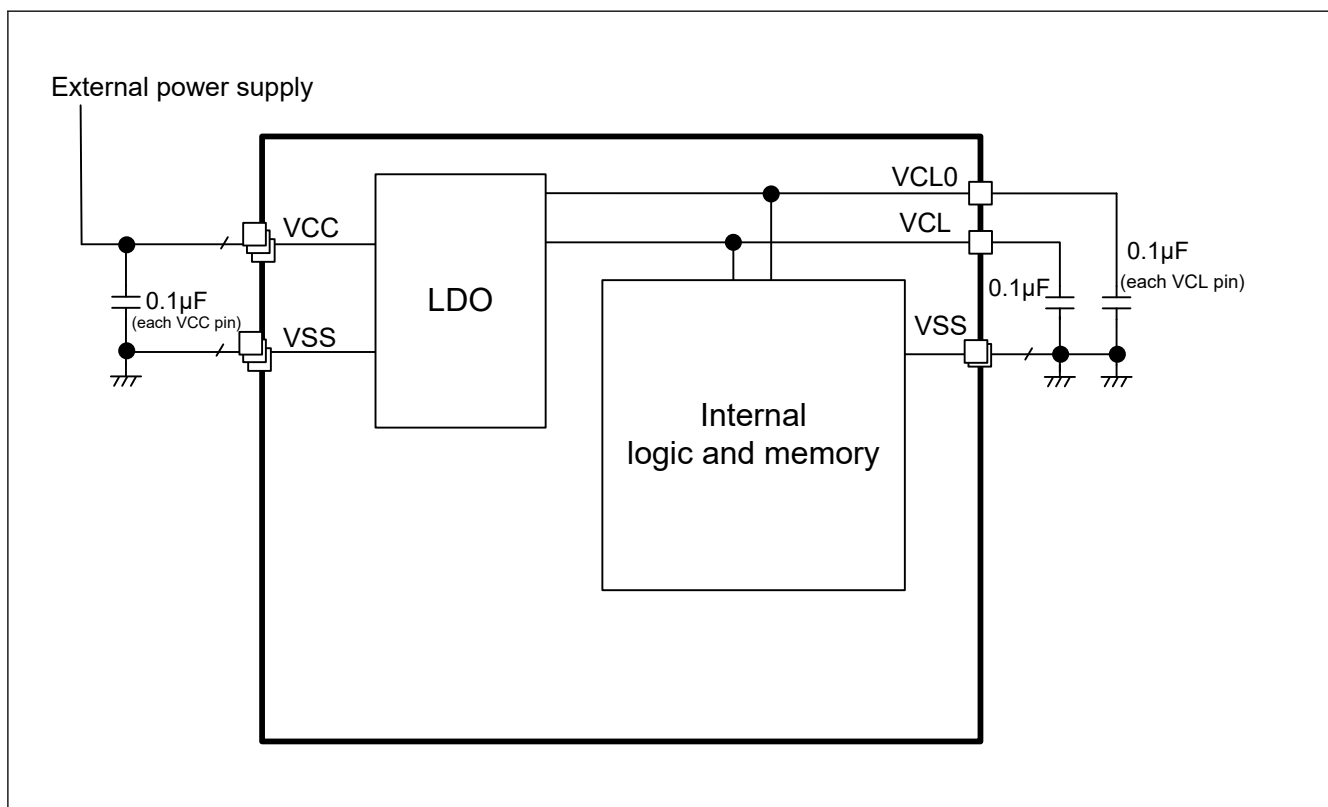 External power supply
VCL0
VCC
VCL
0.1µF
(each VCL pin)
0.1µF
LDO
0.1µF
(each VCC pin)
VSS
VSS
Internal
logic and memory